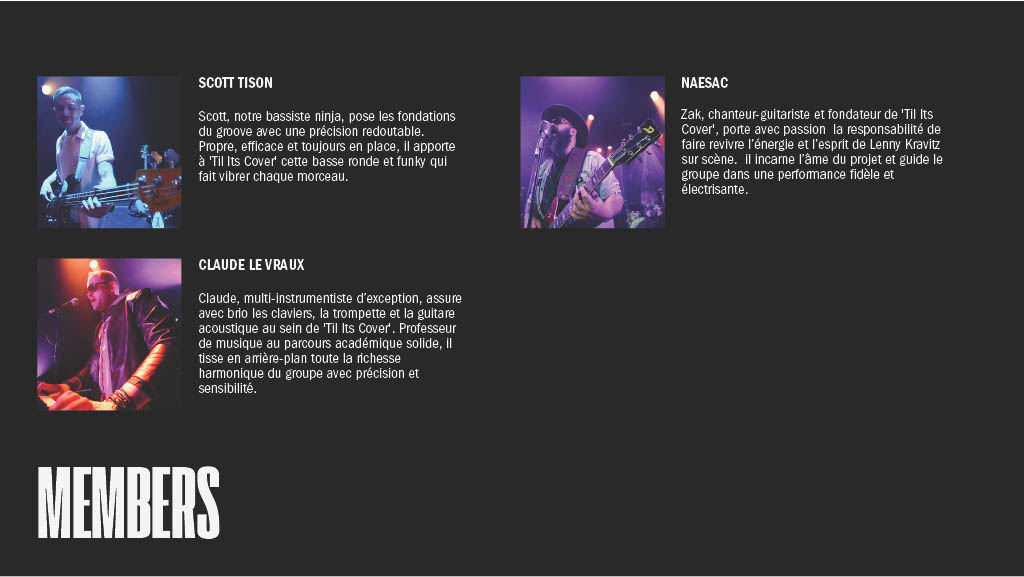 SCOTT TISON
Scott, notre bassiste ninja, pose les fondations
du groove avec une précision redoutable.
Propre, efficace et toujours en place, il apporte
à 'Til Its Cover' cette basse ronde et funky qui
fait vibrer chaque morceau.
NAESAC
Zak, chanteur-guitariste et fondateur de 'Til Its
Cover', porte avec passion  la responsabilité de
faire revivre l’énergie et l’esprit de Lenny Kravitz
sur scène.  il incarne l’âme du projet et guide le
groupe dans une performance fidèle et
électrisante.
CLAUDE LE VRAUX
Claude, multi-instrumentiste d’exception, assure
avec brio les claviers, la trompette et la guitare
acoustique au sein de 'Til Its Cover'. Professeur
de musique au parcours académique solide, il
tisse en arrière-plan toute la richesse
harmonique du groupe avec précision et
sensibilité.
MEMBERS